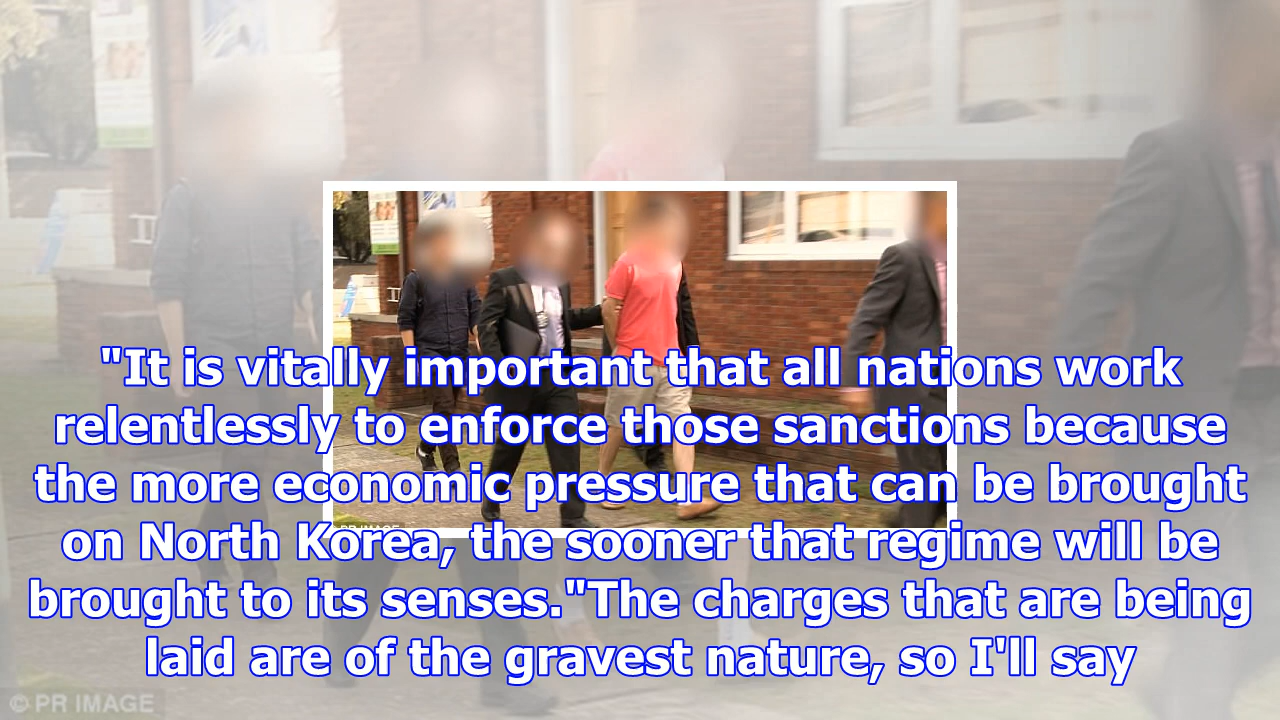 "It is vitally important that all nations work
relentlessly to enforce those sanctions because
the more economic pressure that can be brought
on North Korea, the sooner that regime will be
brought to its senses."The charges that are being
laid are of the gravest nature, so I'll say
© PR IMAGE